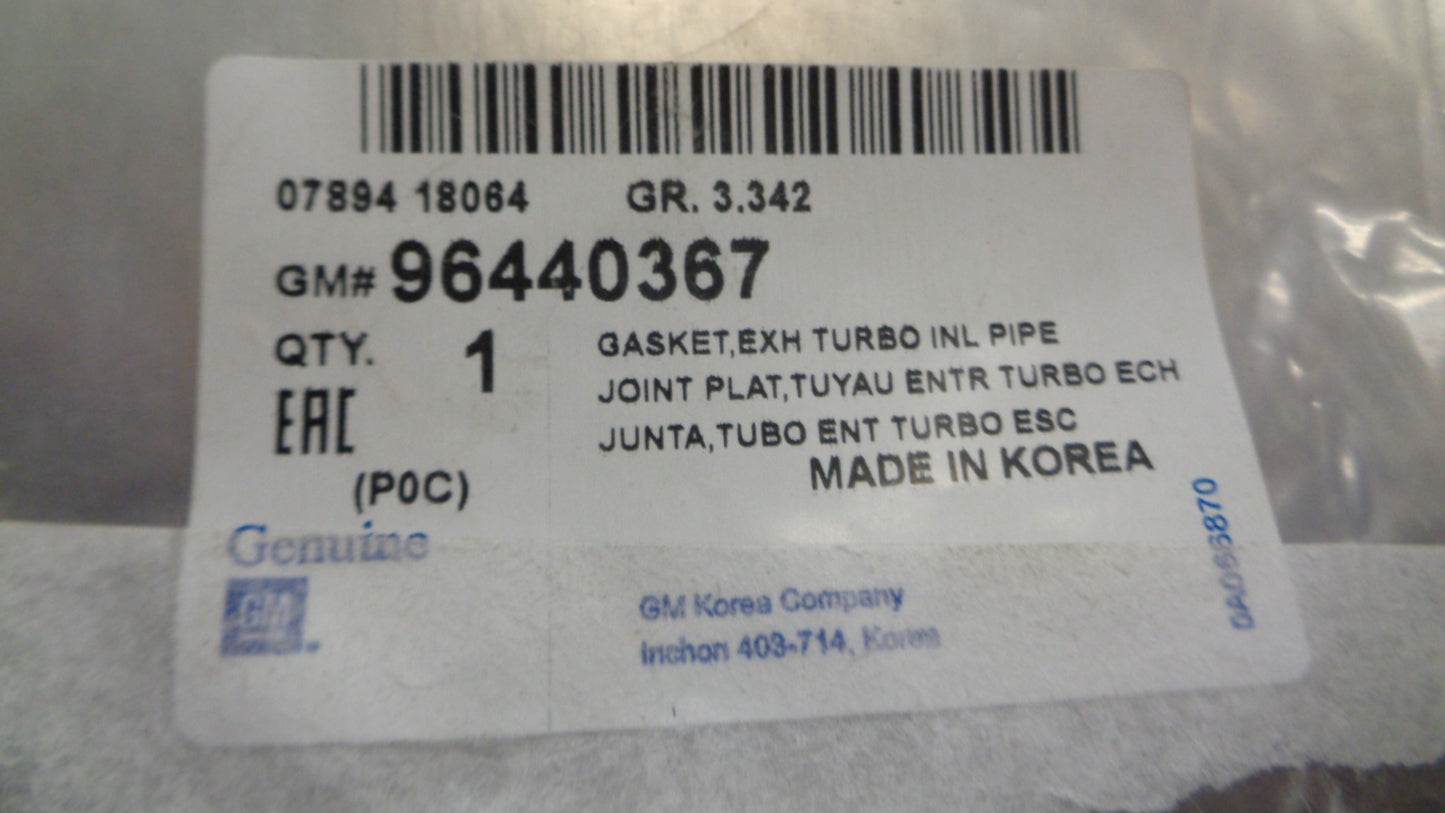 07894 18064 GR. 3.342
GM# 96440367
QTY. 1
GASKET,EXH TURBO INL PIPE
JOINT PLAT,TUYAU ENTR TURBO ECH
JUNTA,TUBO ENT TURBO ESC
EAC
MADE IN KOREA
(P0C)
Genuine
GM
GM Korea Company
Inchon 403-714, Korea